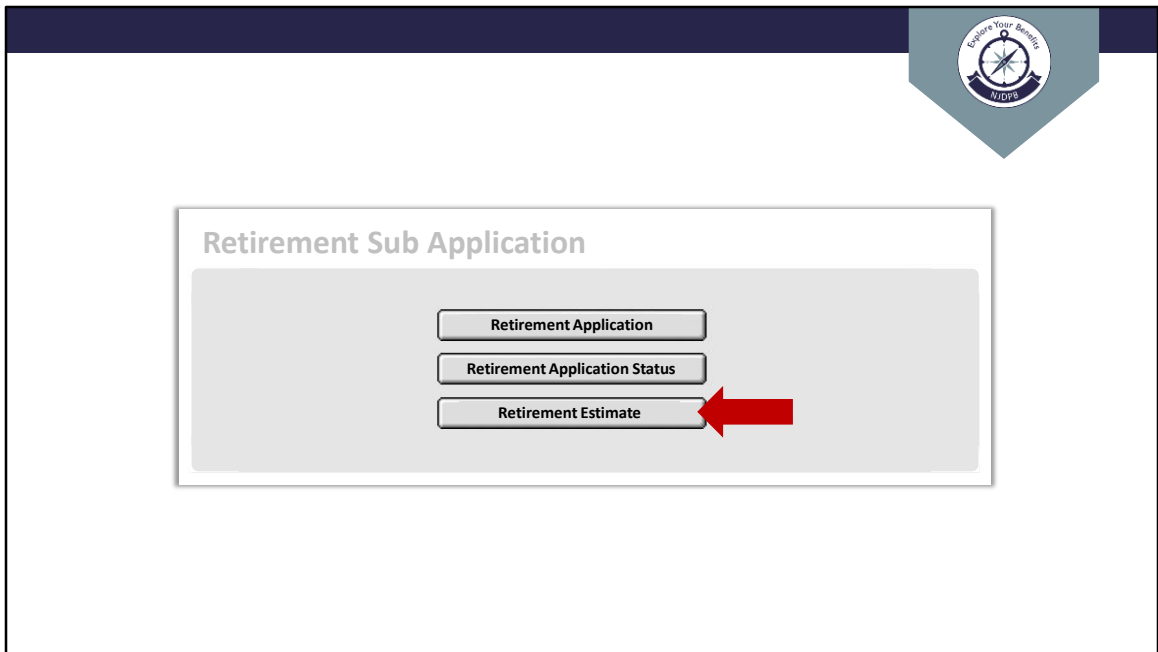 Explore Your Benefits
NJDPB
Retirement Sub Application
Retirement Application
Retirement Application Status
Retirement Estimate